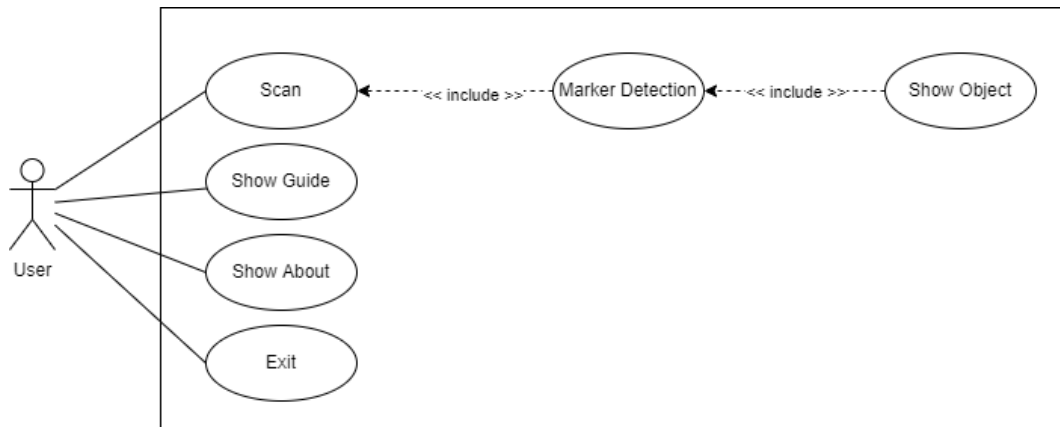 Scan
<< include >>
Marker Detection
<< include >>
Show Object
Show Guide
User
Show About
Exit